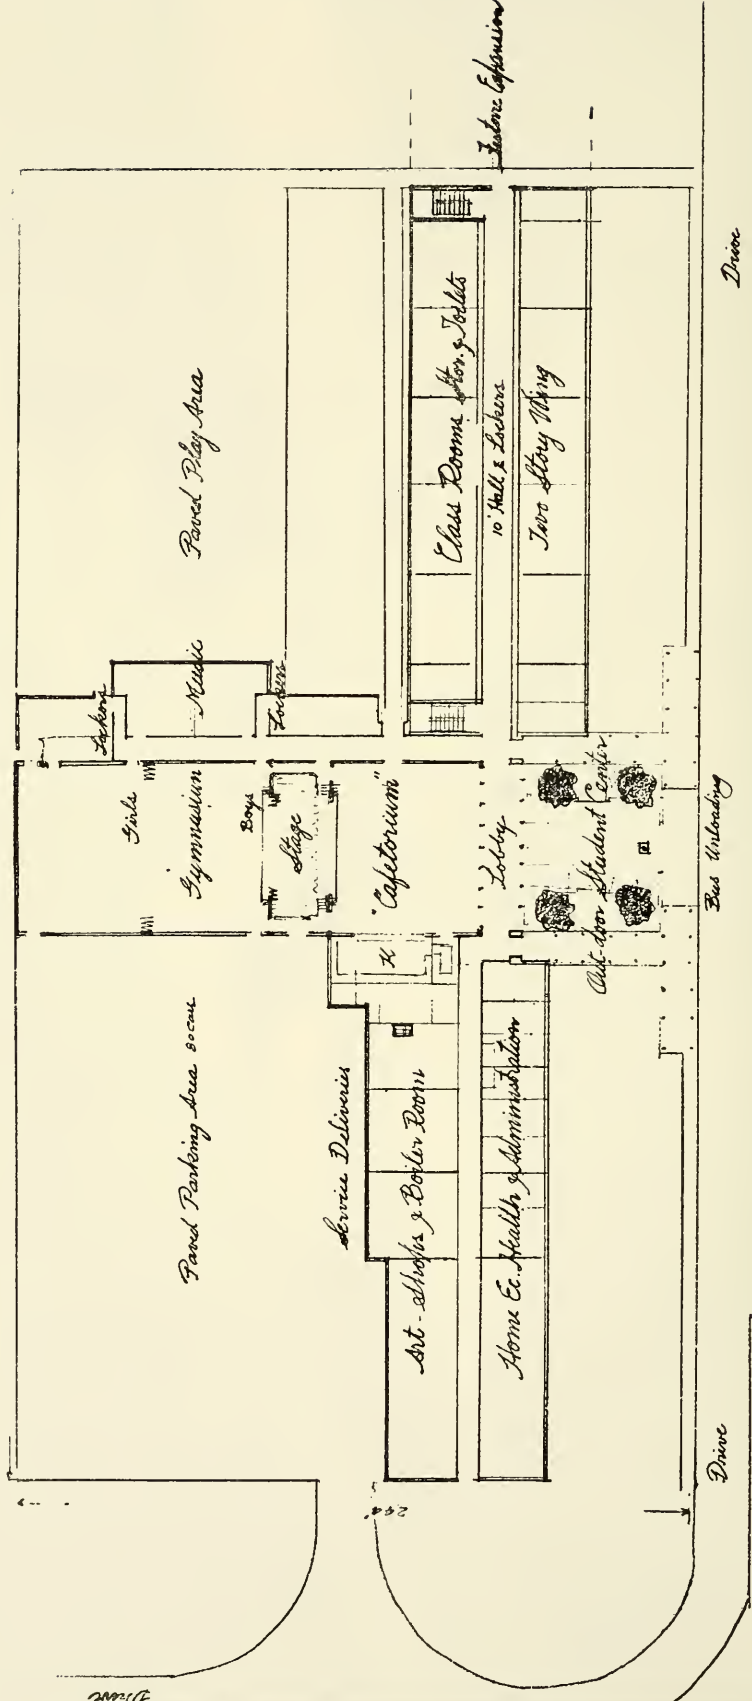 Future Expansion
Drive
Paved Play Area
Class Rooms Stor. & Toilets
10' Hall & Lockers
Two Story Wing
Music
Lockers
Lockers
Girls
Gymnasium
Boys
Stage
"Cafetorium"
Lobby
Out-door Student Center
Bus Unloading
K
Paved Parking Area 80 cars
Service Deliveries
Art - Shops & Boiler Room
Home Ec. Health & Administration
Drive
Drive